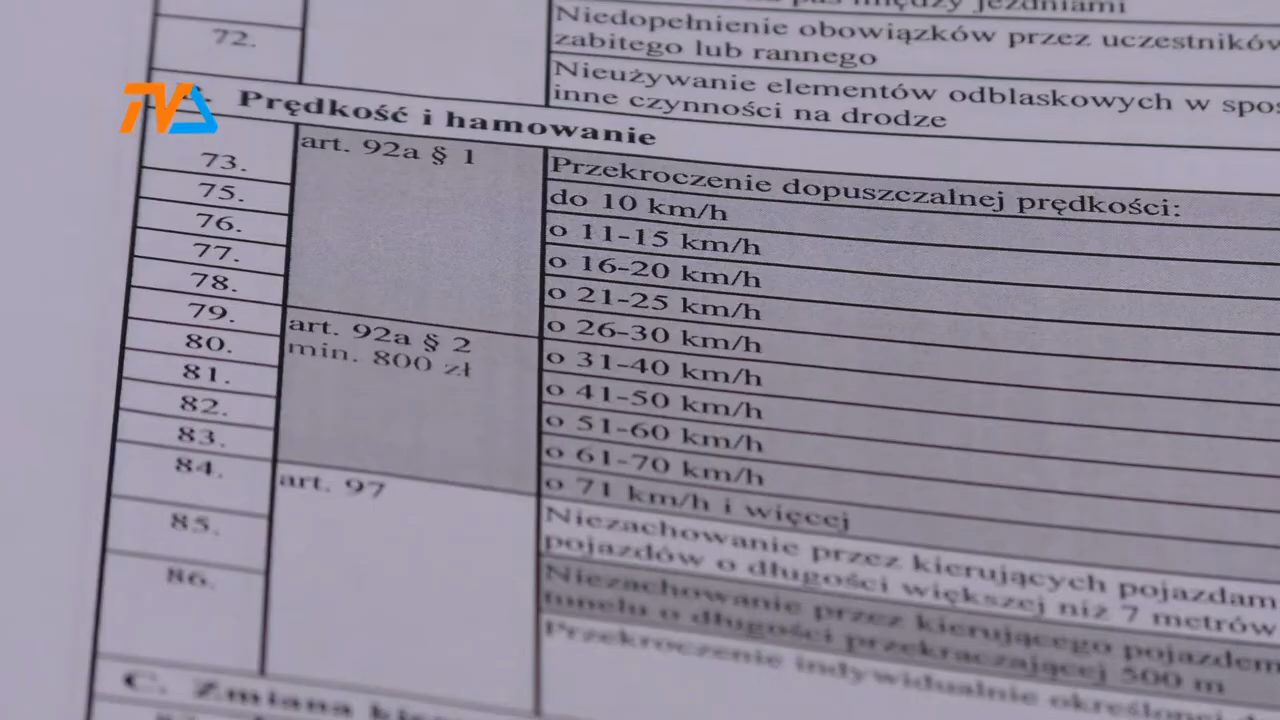 jezdniami
72.
Niedopełnienie obowiązków przez uczestników
zabitego lub rannego
Nieużywanie elementów odblaskowych w spos
inne czynności na drodze
TVS
Prędkość i hamowanie
73.
art. 92a § 1
Przekroczenie dopuszczalnej prędkości:
75.
do 10 km/h
76.
o 11-15 km/h
77.
o 16-20 km/h
78.
o 21-25 km/h
79.
art. 92a § 2
min. 800 zł
o 26-30 km/h
80.
o 31-40 km/h
81.
o 41-50 km/h
82.
o 51-60 km/h
83.
o 61-70 km/h
84.
art. 97
o 71 km/h i więcej
85.
Niezachowanie przez kierujących pojazdam
pojazdów o długości większej niż 7 metrów
86.
Niezachowanie przez kierującego pojazdem
tunelu o długości przekraczającej 500 m
Przekroczenie indywidualnie określonej
C. Zmiana